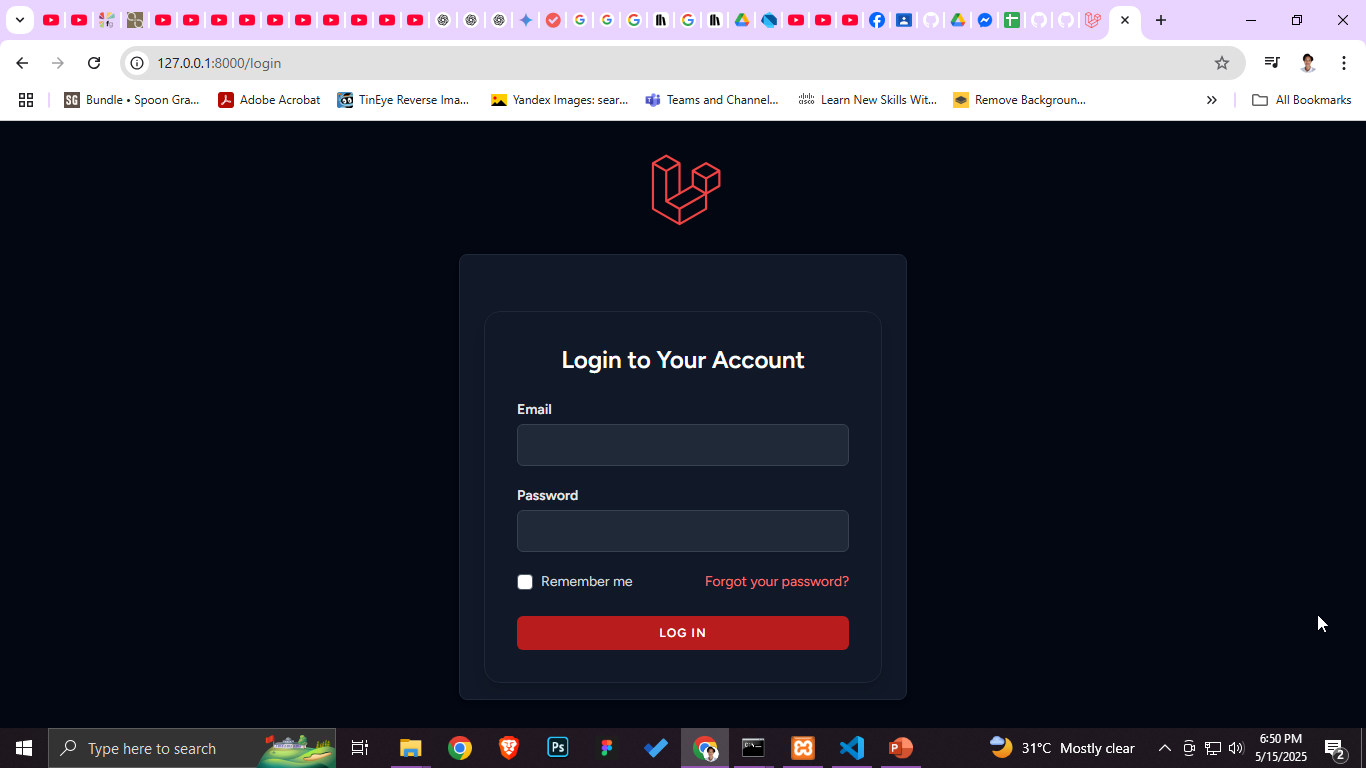 127.0.0.1:8000/login
Bundle • Spoon Gra...
Adobe Acrobat
TinEye Reverse Ima...
Yandex Images: sear...
Teams and Channel...
Learn New Skills Wit...
Remove Backgroun...
All Bookmarks
Login to Your Account
Email
Password
Remember me
Forgot your password?
LOG IN
Type here to search
31°C Mostly clear
6:50 PM
5/15/2025
2